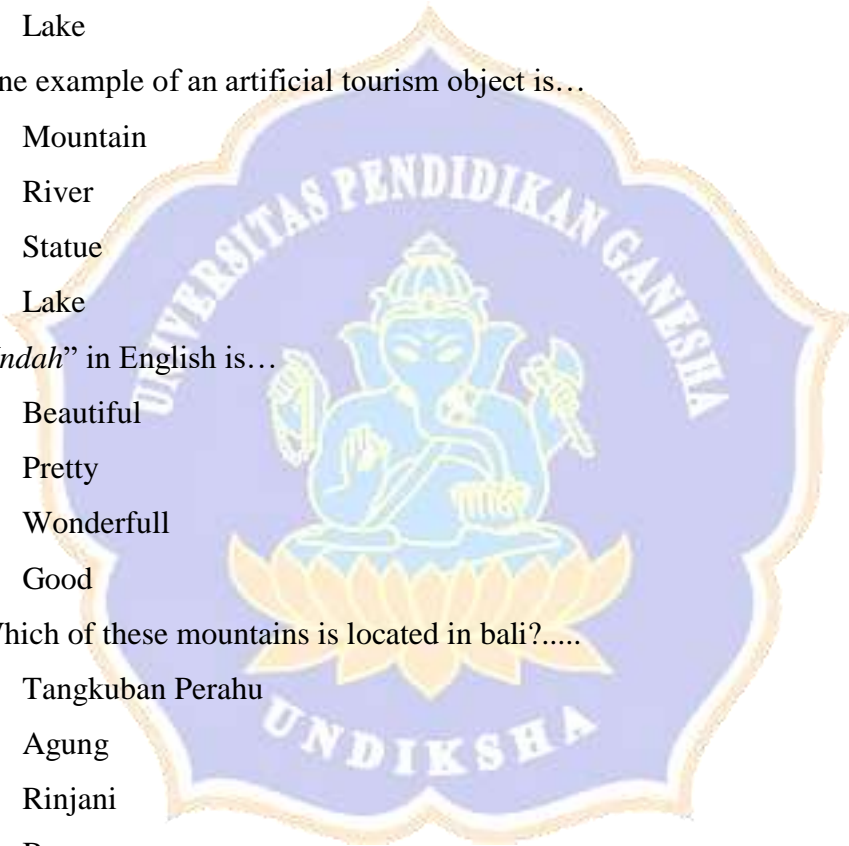 Lake
ne example of an artificial tourism object is…
Mountain
River
Statue
Lake
ndah” in English is…
Beautiful
Pretty
Wonderfull
Good
hich of these mountains is located in bali?.....
Tangkuban Perahu
Agung
Rinjani
UNIVERSITAS PENDIDIKAN GANESHA
UNDIKSHA